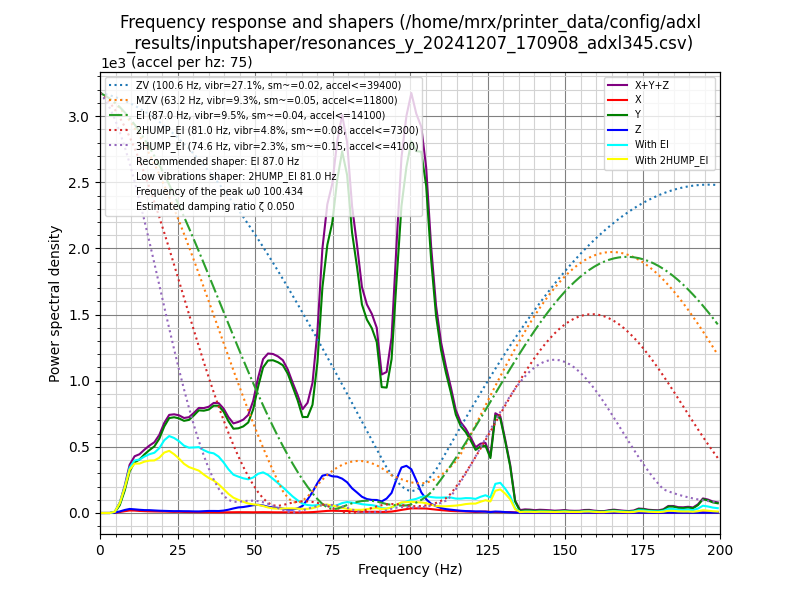 Frequency response and shapers (/home/mrx/printer_data/config/adxl
_results/inputshaper/resonances_y_20241207_170908_adxl345.csv)
1e3 (accel per hz: 75)
ZV (100.6 Hz, vibr=27.1%, sm~=0.02, accel<=39400)
MZV (63.2 Hz, vibr=9.3%, sm~=0.05, accel<=11800)
EI (87.0 Hz, vibr=9.5%, sm~=0.04, accel<=14100)
2HUMP_EI (81.0 Hz, vibr=4.8%, sm~=0.08, accel<=7300)
3HUMP_EI (74.6 Hz, vibr=2.3%, sm~=0.15, accel<=4100)
Recommended shaper: EI 87.0 Hz
Low vibrations shaper: 2HUMP_EI 81.0 Hz
Frequency of the peak ω0 100.434
Estimated damping ratio ζ 0.050
X+Y+Z
X
Y
Z
With EI
With 2HUMP_EI
Power spectral density
3.0
2.5
2.0
1.5
1.0
0.5
0.0
0 25 50 75 100 125 150 175 200
Frequency (Hz)